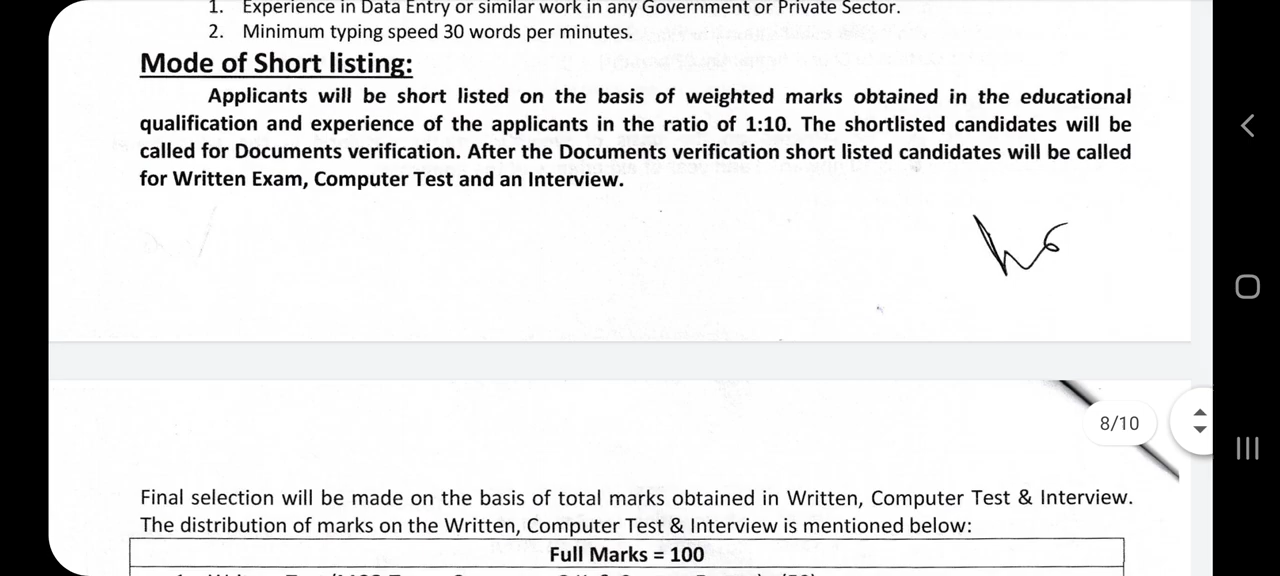 1. Experience in Data Entry or similar work in any Government or Private Sector.
2. Minimum typing speed 30 words per minutes.
Mode of Short listing:
Applicants will be short listed on the basis of weighted marks obtained in the educational
qualification and experience of the applicants in the ratio of 1:10. The shortlisted candidates will be
called for Documents verification. After the Documents verification short listed candidates will be called
for Written Exam, Computer Test and an Interview.
8/10
Final selection will be made on the basis of total marks obtained in Written, Computer Test & Interview.
The distribution of marks on the Written, Computer Test & Interview is mentioned below:
Full Marks = 100